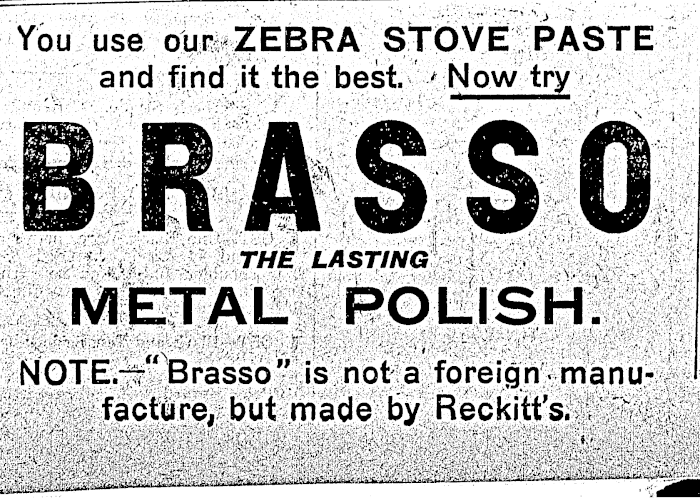 You use our ZEBRA STOVE PASTE
and find it the best. Now try
BRASSO
THE LASTING
METAL POLISH.
NOTE.—"Brasso" is not a foreign manu-
facture, but made by Reckitt's.